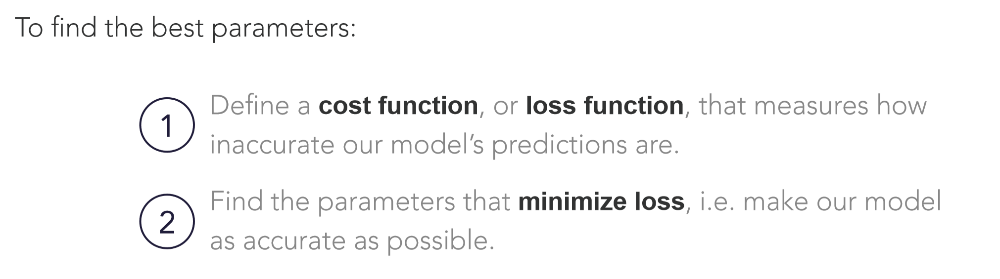 To find the best parameters:
1
Define a cost function, or loss function, that measures how
inaccurate our model’s predictions are.
2
Find the parameters that minimize loss, i.e. make our model
as accurate as possible.